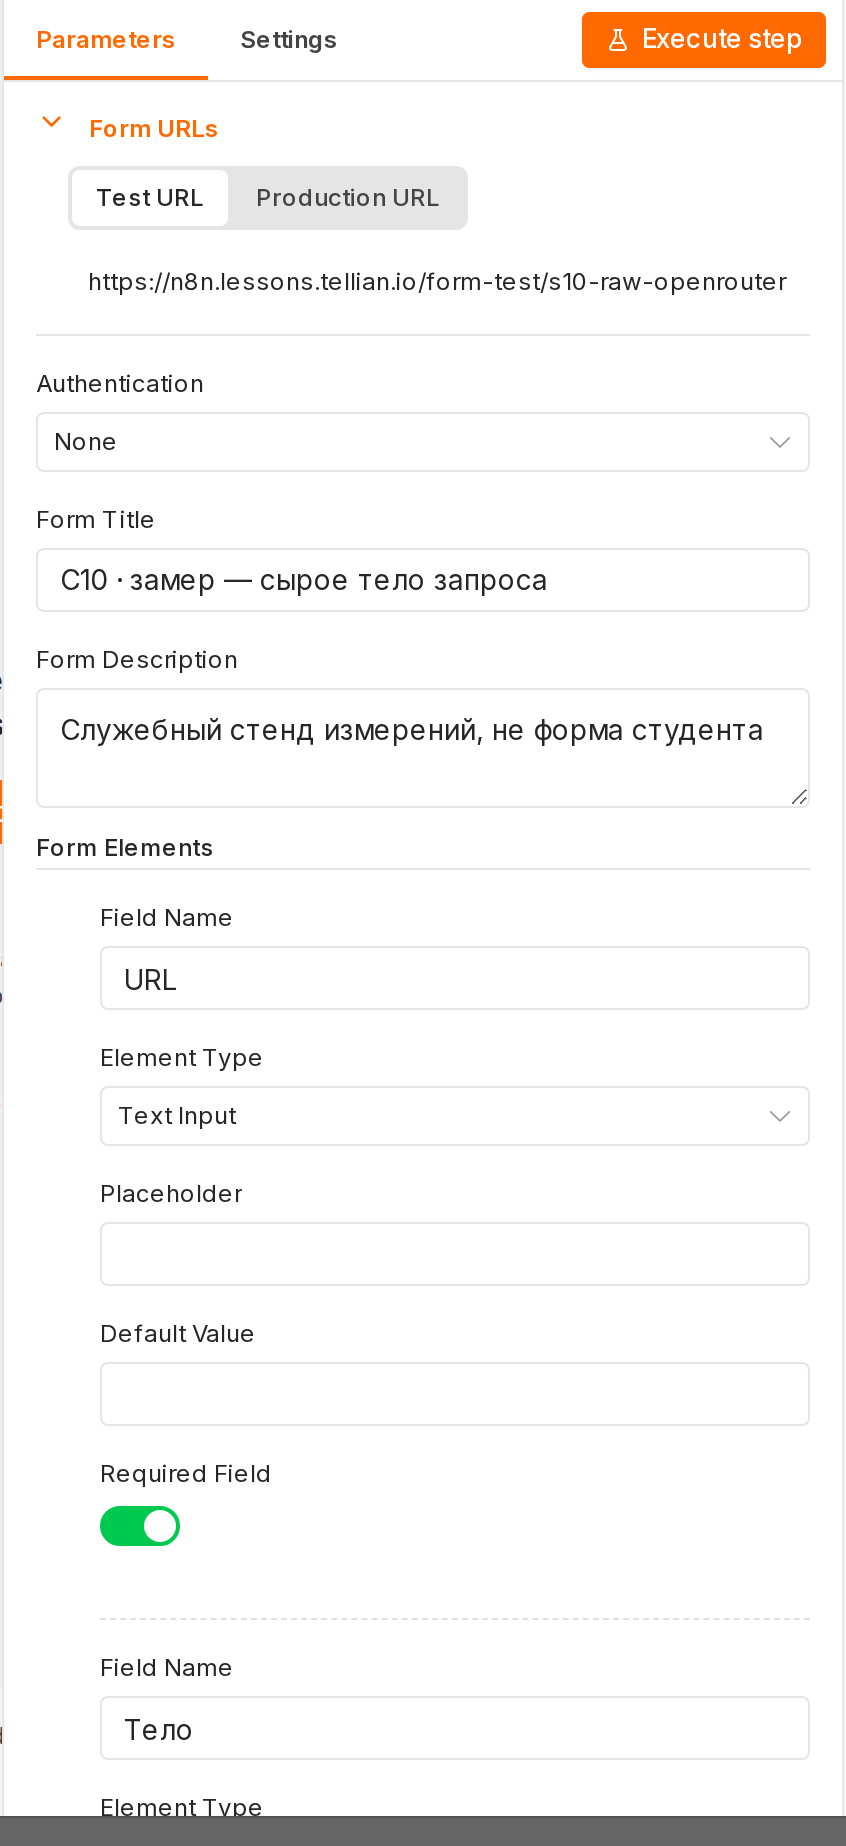 Parameters Settings Execute step
Form URLs
Test URL Production URL
https://n8n.lessons.tellian.io/form-test/s10-raw-openrouter
Authentication
None
Form Title
С10 · замер — сырое тело запроса
Form Description
Служебный стенд измерений, не форма студента
Form Elements
Field Name
URL
Element Type
Text Input
Placeholder
Default Value
Required Field
Field Name
Тело
Element Type